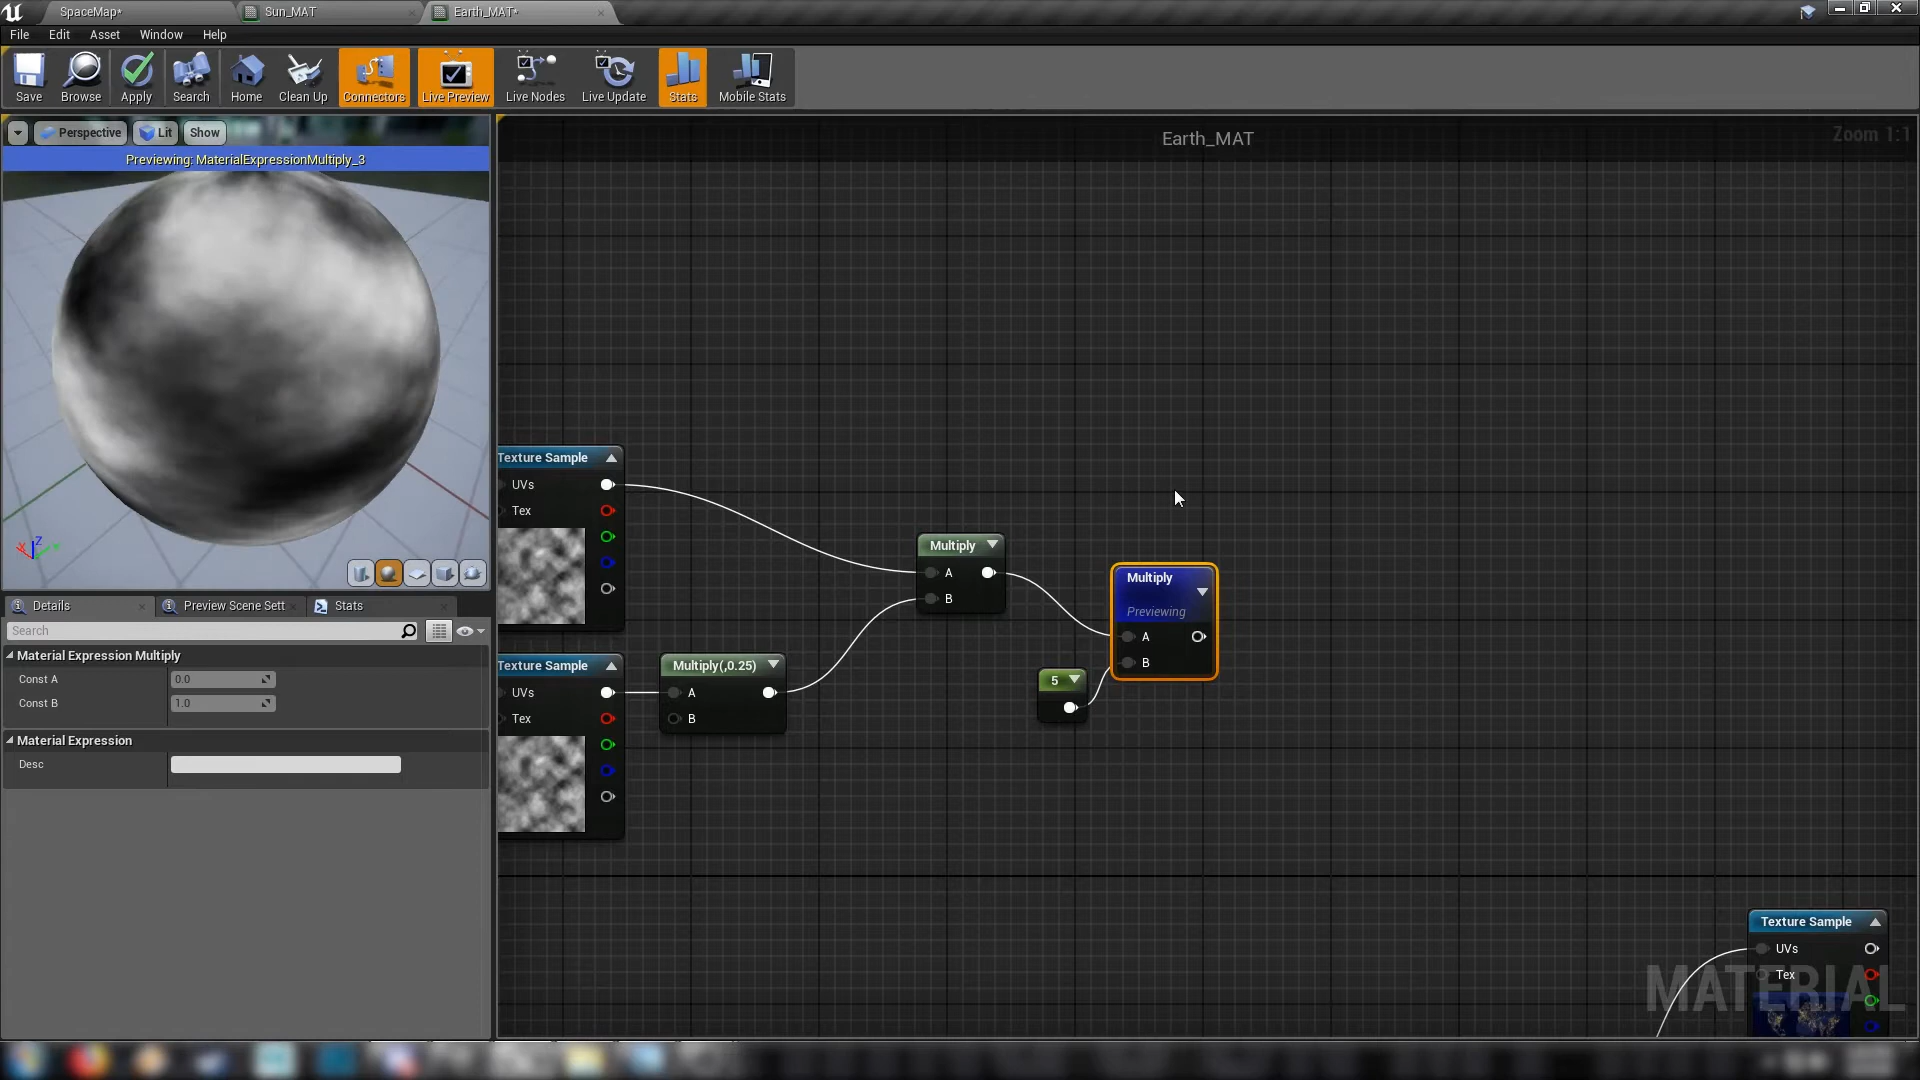 SpaceMap*
Sun_MAT
Earth_MAT*
File
Edit
Asset
Window
Help
Save
Browse
Apply
Search
Home
Clean Up
Connectors
Live Preview
Live Nodes
Live Update
Stats
Mobile Stats
Perspective
Lit
Show
Previewing: MaterialExpressionMultiply_3
X
Z
Y
Details
Preview Scene Sett
Stats
Search
Material Expression Multiply
Const A
0.0
Const B
1.0
Material Expression
Desc
Earth_MAT
Zoom 1:1
Texture Sample
UVs
Tex
Texture Sample
UVs
Tex
Multiply(,0.25)
A
B
Multiply
A
B
5
Multiply
Previewing
A
B
Texture Sample
UVs
Tex
MATERIAL